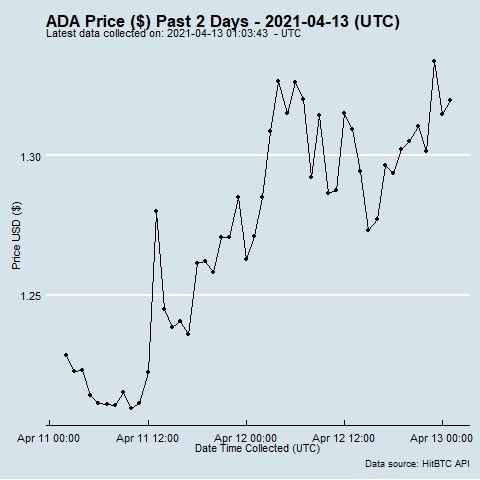 ADA Price ($) Past 2 Days - 2021-04-13 (UTC)
Latest data collected on: 2021-04-13 01:03:43  - UTC
1.30
Price USD ($)
1.25
Apr 11 00:00 Apr 11 12:00 Apr 12 00:00 Apr 12 12:00 Apr 13 00:00
Date Time Collected (UTC)
Data source: HitBTC API